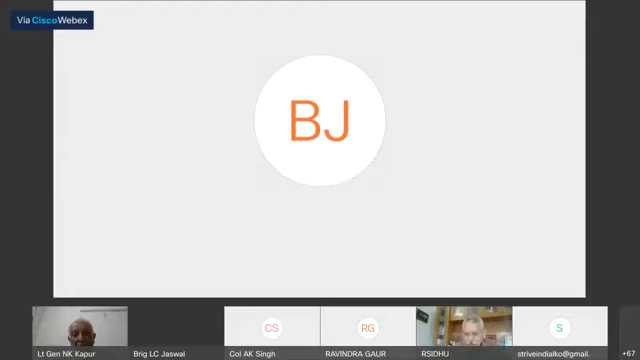 Via CiscoWebex
BJ
CS
RG
S
Lt Gen NK Kapur
Brig LC Jaswal
Col AK Singh
RAVINDRA GAUR
RSIDHU
striveindialko@gmail.
+67